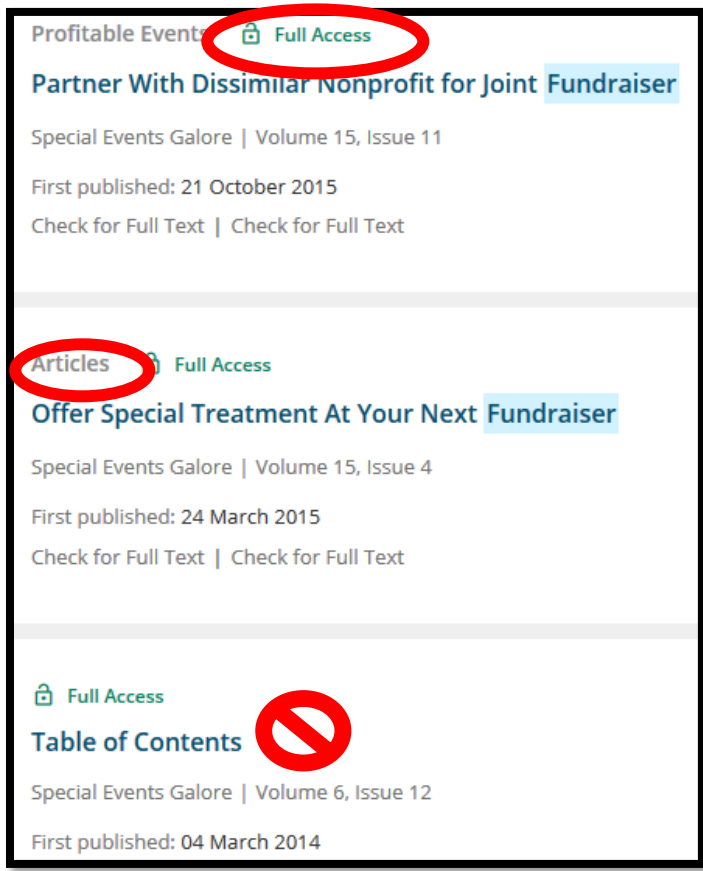 Profitable Events Full Access
Partner With Dissimilar Nonprofit for Joint Fundraiser
Special Events Galore | Volume 15, Issue 11
First published: 21 October 2015
Check for Full Text | Check for Full Text
Articles Full Access
Offer Special Treatment At Your Next Fundraiser
Special Events Galore | Volume 15, Issue 4
First published: 24 March 2015
Check for Full Text | Check for Full Text
Full Access
Table of Contents
Special Events Galore | Volume 6, Issue 12
First published: 04 March 2014